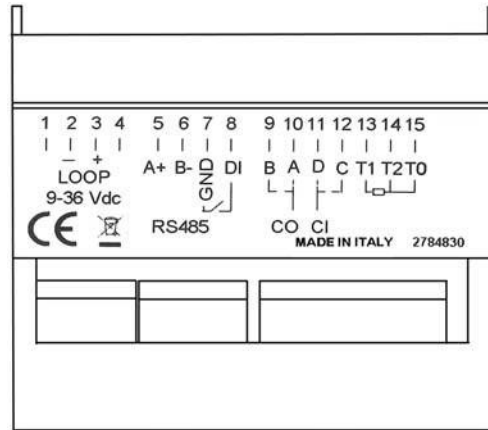 1 2 3 4 5 6 7 8 9 10 11 12 13 14 15
− + A+ B- GND DI B A D C T1 T2 T0
LOOP
9-36 Vdc
CE RS485 CO CI
MADE IN ITALY 2784830